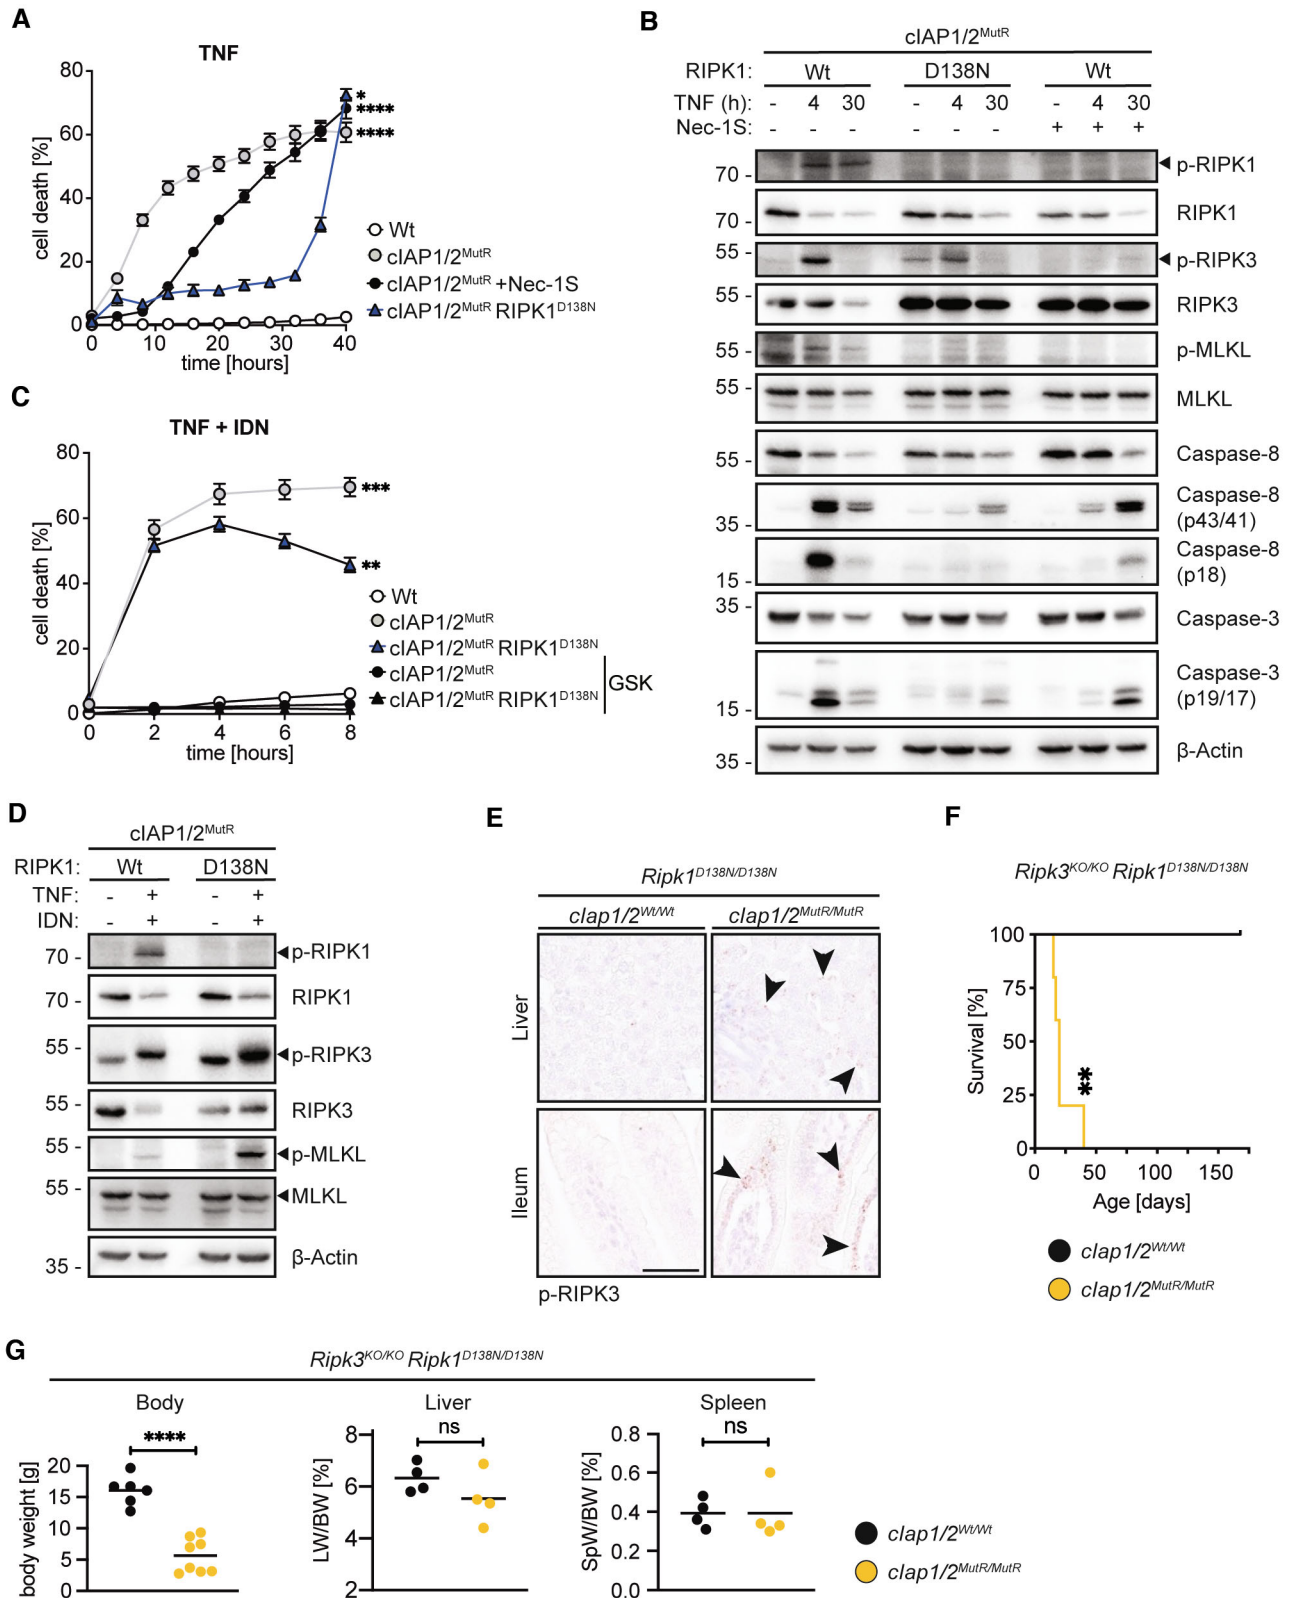 A
TNF
cell death [%]
80
60
40
20
0
0 10 20 30 40
time [hours]
*
****
****
Wt
cIAP1/2MutR
cIAP1/2MutR +Nec-1S
cIAP1/2MutR RIPK1D138N
B
cIAP1/2MutR
RIPK1: Wt D138N Wt
TNF (h): - 4 30 - 4 30 - 4 30
Nec-1S: - - - - - - + + +
70 - p-RIPK1
70 - RIPK1
55 - p-RIPK3
55 - RIPK3
55 - p-MLKL
55 - MLKL
55 - Caspase-8
35 - Caspase-8 (p43/41)
15 - Caspase-8 (p18)
35 - Caspase-3
15 - Caspase-3 (p19/17)
35 - β-Actin
C
TNF + IDN
cell death [%]
80
60
40
20
0
0 2 4 6 8
time [hours]
***
**
Wt
cIAP1/2MutR
cIAP1/2MutR RIPK1D138N
cIAP1/2MutR
cIAP1/2MutR RIPK1D138N
GSK
D
cIAP1/2MutR
RIPK1: Wt D138N
TNF: - + - +
IDN: - + - +
70 - p-RIPK1
70 - RIPK1
55 - p-RIPK3
55 - RIPK3
55 - p-MLKL
55 - MLKL
35 - β-Actin
E
Ripk1D138N/D138N
cIap1/2Wt/Wt cIap1/2MutR/MutR
Liver
Ileum
p-RIPK3
F
Ripk3KO/KO Ripk1D138N/D138N
Survival [%]
100
75
50
25
0
0 50 100 150
Age [days]
**
cIap1/2Wt/Wt
cIap1/2MutR/MutR
G
Ripk3KO/KO Ripk1D138N/D138N
Body
****
body weight [g]
20
15
10
5
0
Liver
ns
LW/BW [%]
8
6
4
2
Spleen
ns
SpW/BW [%]
0.8
0.6
0.4
0.2
0.0
cIap1/2Wt/Wt
cIap1/2MutR/MutR